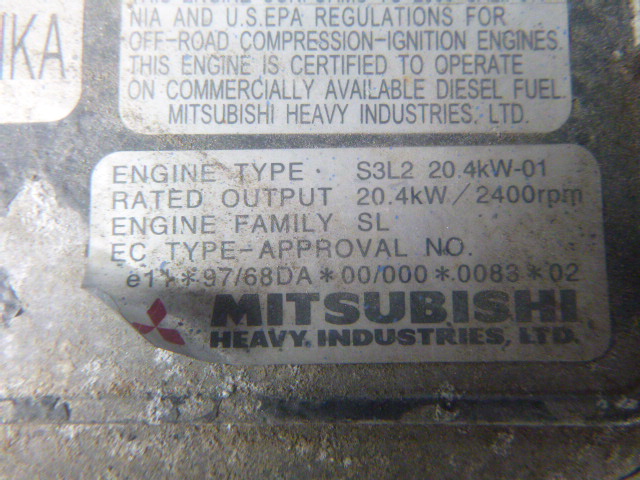 NIA AND U.S.EPA REGULATIONS FOR
OFF-ROAD COMPRESSION-IGNITION ENGINES.
THIS ENGINE IS CERTIFIED TO OPERATE
ON COMMERCIALLY AVAILABLE DIESEL FUEL.
MITSUBISHI HEAVY INDUSTRIES, LTD.
KA
ENGINE TYPE S3L2 20.4kW-01
RATED OUTPUT 20.4kW/2400rpm
ENGINE FAMILY SL
EC TYPE-APPROVAL NO.
e11*97/68DA*00/000*0083*02
MITSUBISHI
HEAVY INDUSTRIES, LTD.